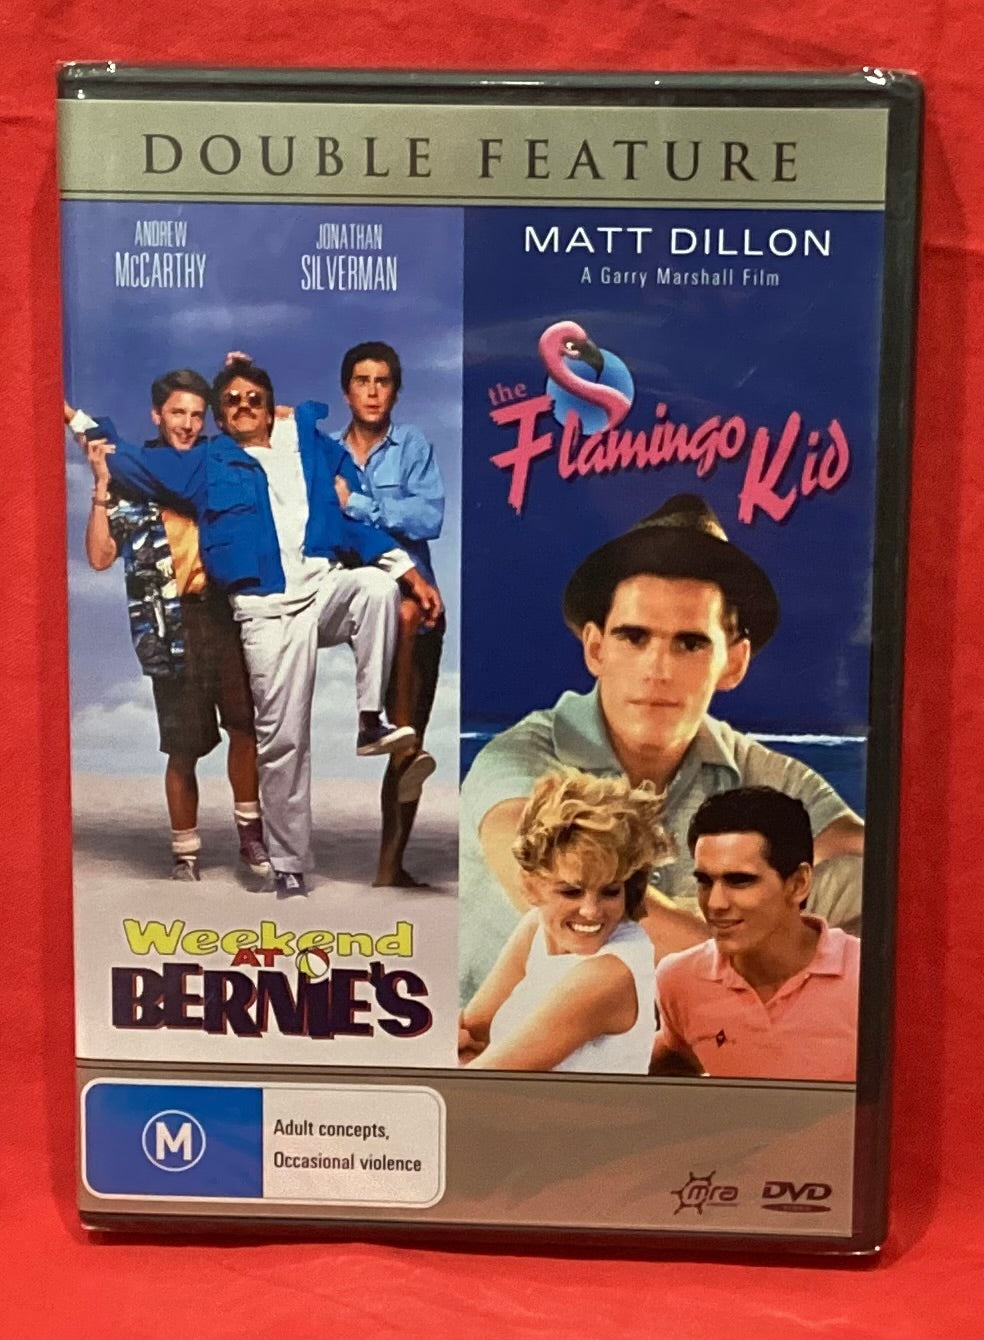 DOUBLE FEATURE
ANDREW
McCARTHY
JONATHAN
SILVERMAN
Weekend
AT
BERNIE'S
MATT DILLON
A Garry Marshall Film
the
Flamingo
Kid
M
Adult concepts,
Occasional violence
mra
DVD